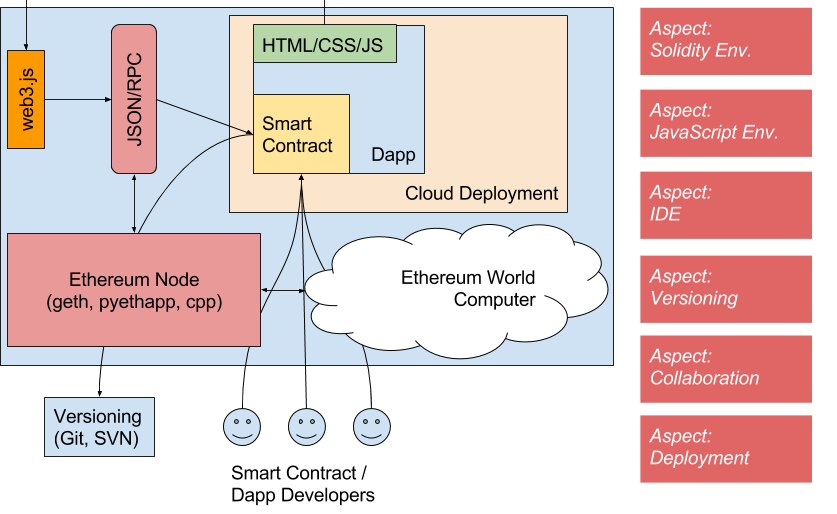 web3.js
JSON/RPC
HTML/CSS/JS
Smart
Contract
Dapp
Cloud Deployment
Ethereum Node
(geth, pyethapp, cpp)
Ethereum World
Computer
Versioning
(Git, SVN)
Smart Contract /
Dapp Developers
Aspect:
Solidity Env.
Aspect:
JavaScript Env.
Aspect:
IDE
Aspect:
Versioning
Aspect:
Collaboration
Aspect:
Deployment